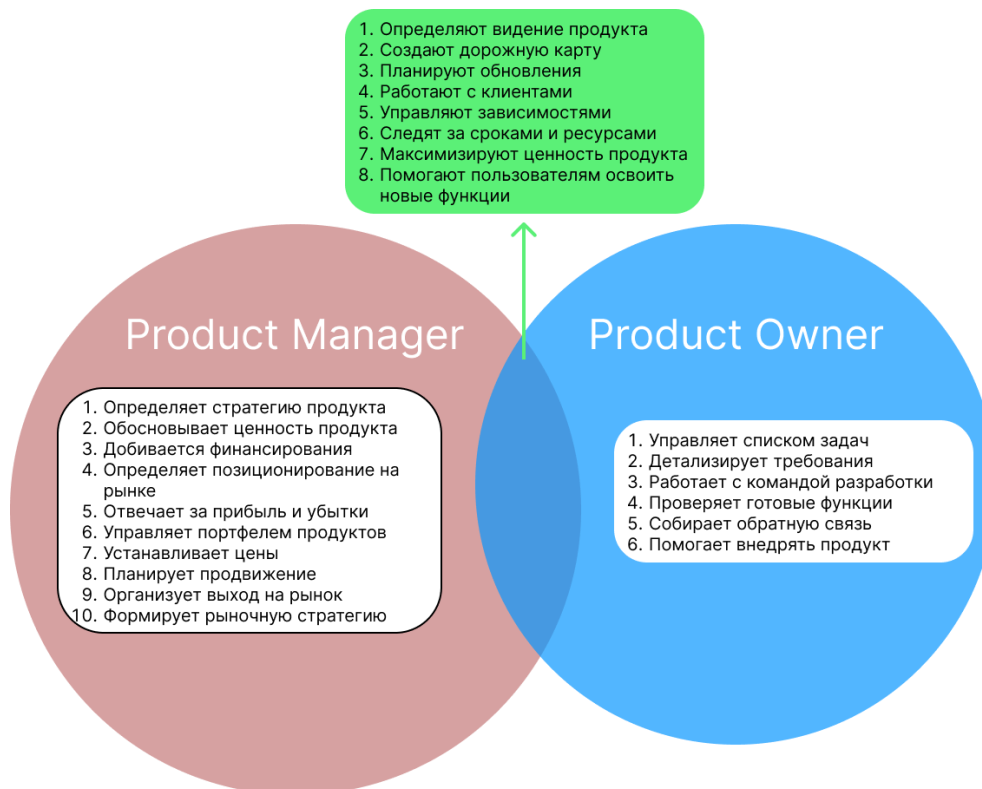 1. Определяют видение продукта
2. Создают дорожную карту
3. Планируют обновления
4. Работают с клиентами
5. Управляют зависимостями
6. Следят за сроками и ресурсами
7. Максимизируют ценность продукта
8. Помогают пользователям освоить
новые функции
Product Manager
1. Определяет стратегию продукта
2. Обосновывает ценность продукта
3. Добивается финансирования
4. Определяет позиционирование на
рынке
5. Отвечает за прибыль и убытки
6. Управляет портфелем продуктов
7. Устанавливает цены
8. Планирует продвижение
9. Организует выход на рынок
10. Формирует рыночную стратегию
Product Owner
1. Управляет списком задач
2. Детализирует требования
3. Работает с командой разработки
4. Проверяет готовые функции
5. Собирает обратную связь
6. Помогает внедрять продукт